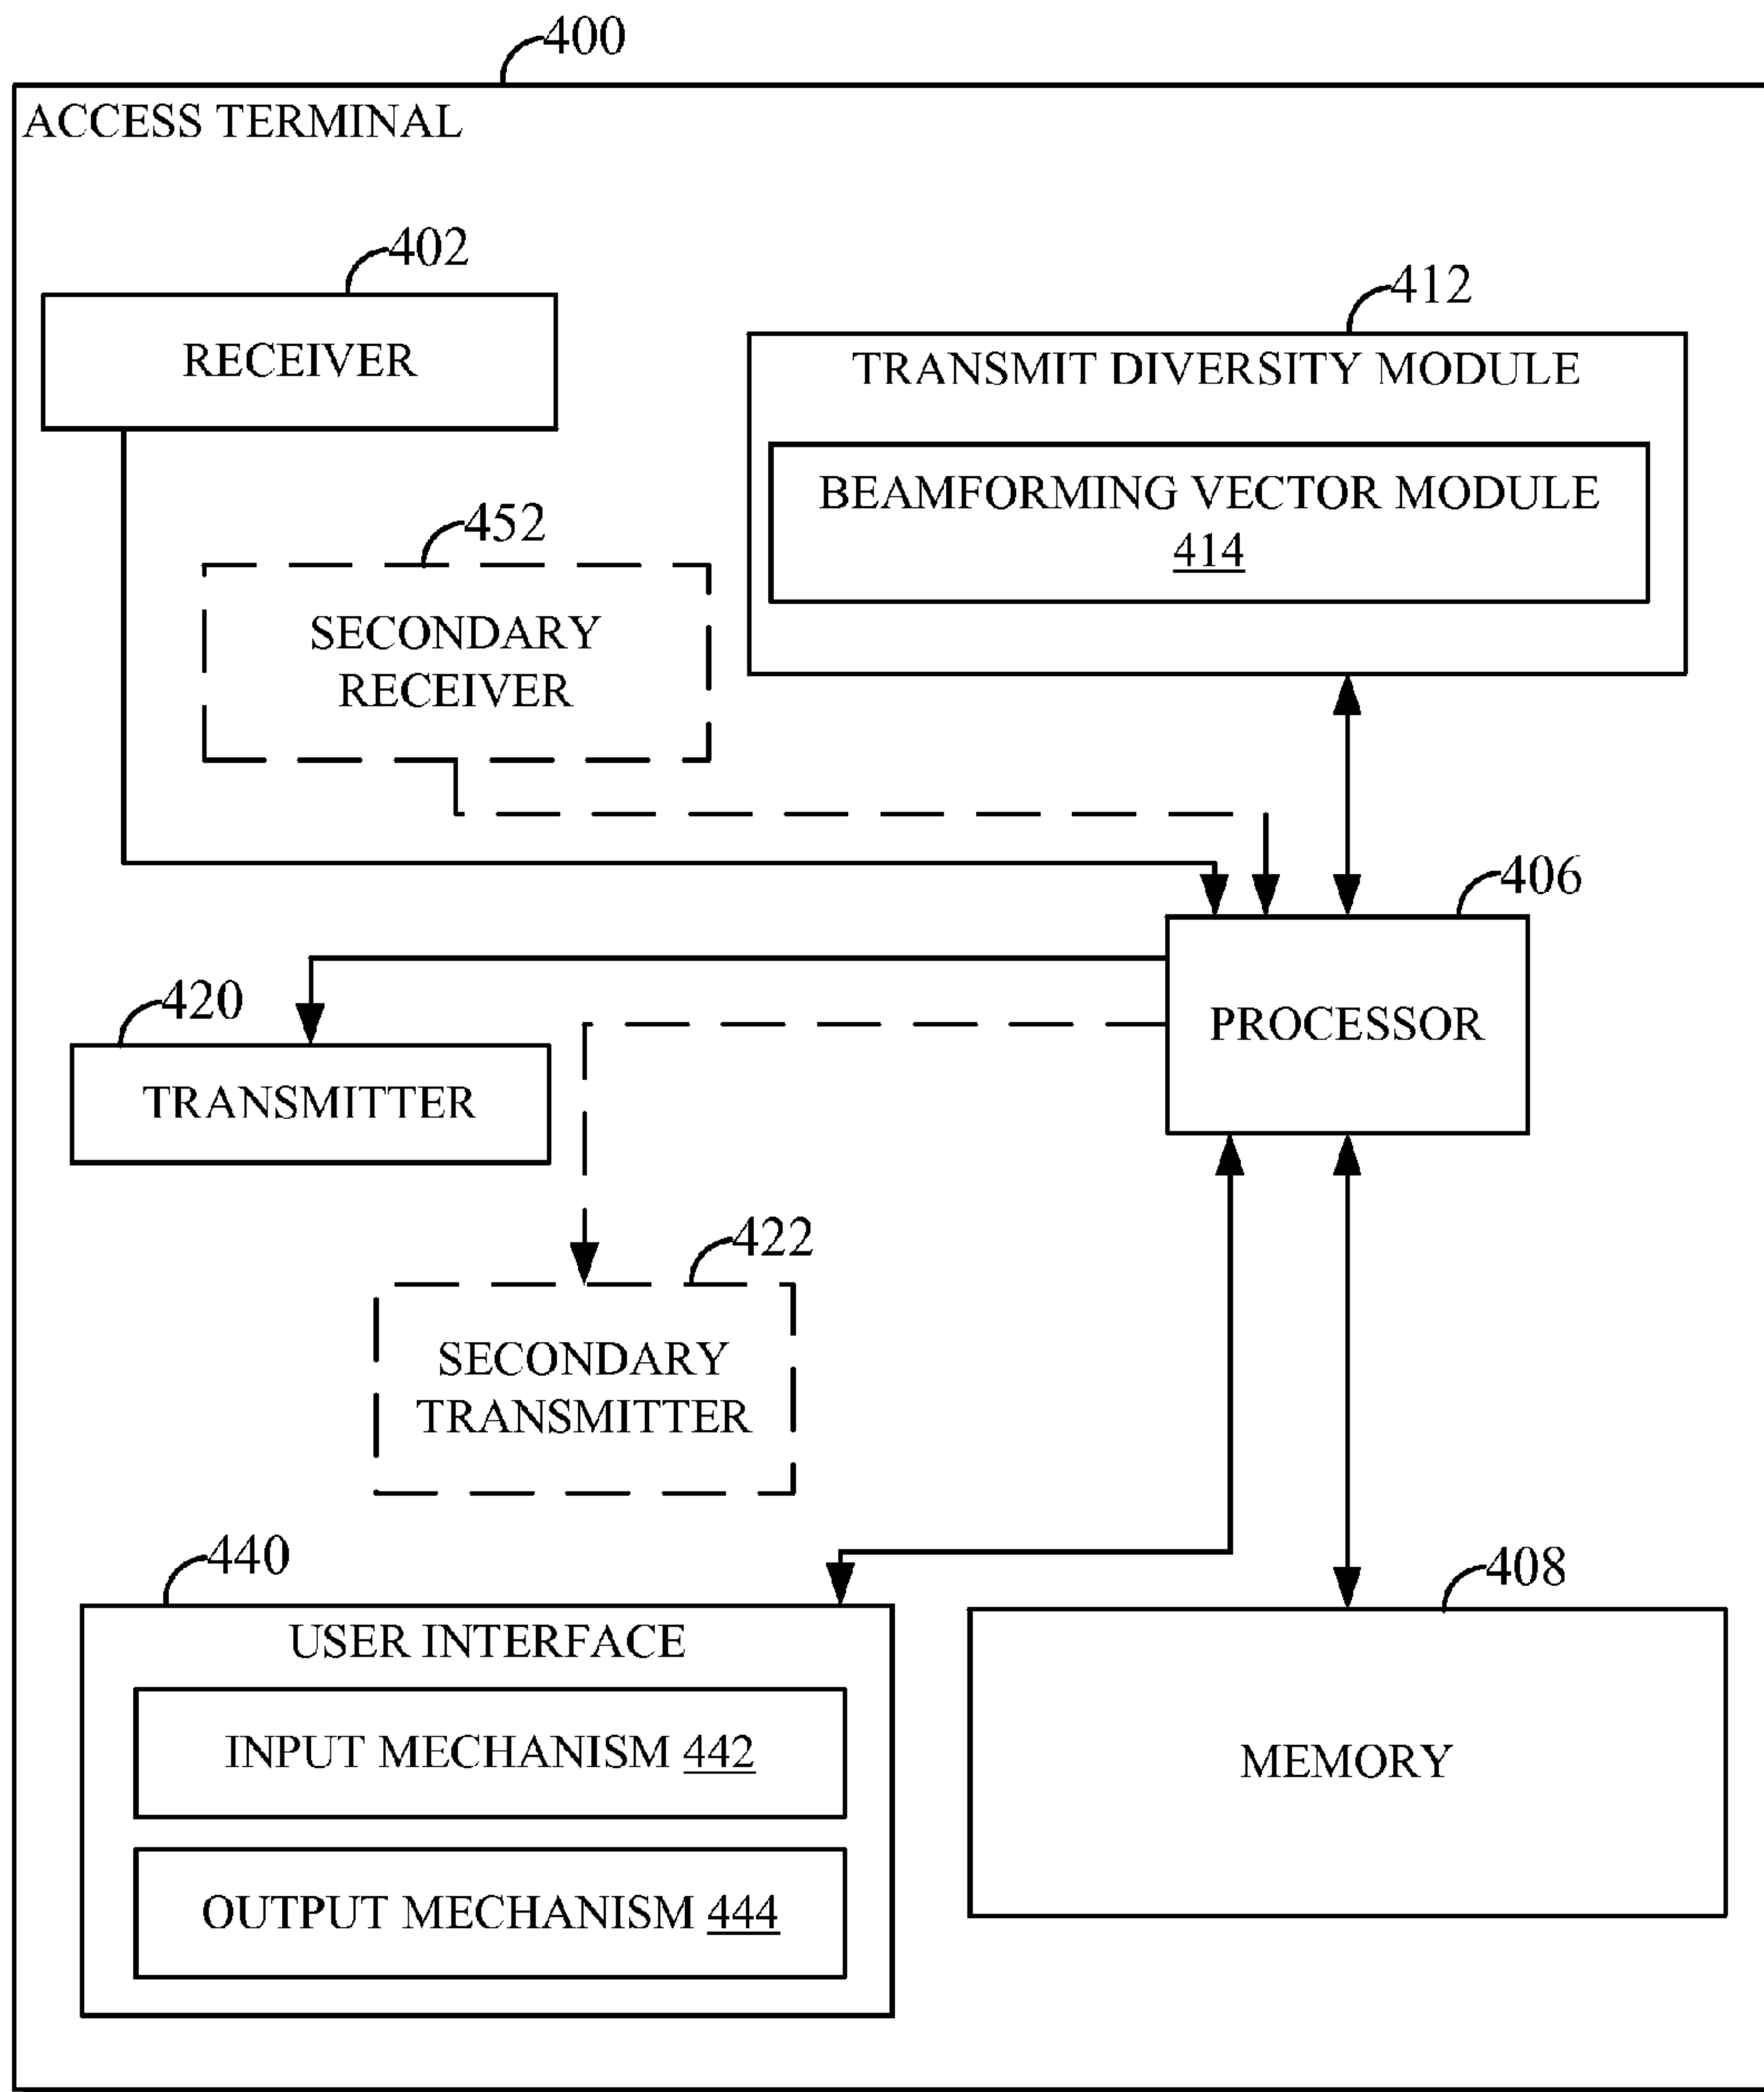 400
ACCESS TERMINAL
402
RECEIVER
412
TRANSMIT DIVERSITY MODULE
BEAMFORMING VECTOR MODULE
414
452
SECONDARY
RECEIVER
406
PROCESSOR
420
TRANSMITTER
422
SECONDARY
TRANSMITTER
440
USER INTERFACE
INPUT MECHANISM 442
OUTPUT MECHANISM 444
408
MEMORY